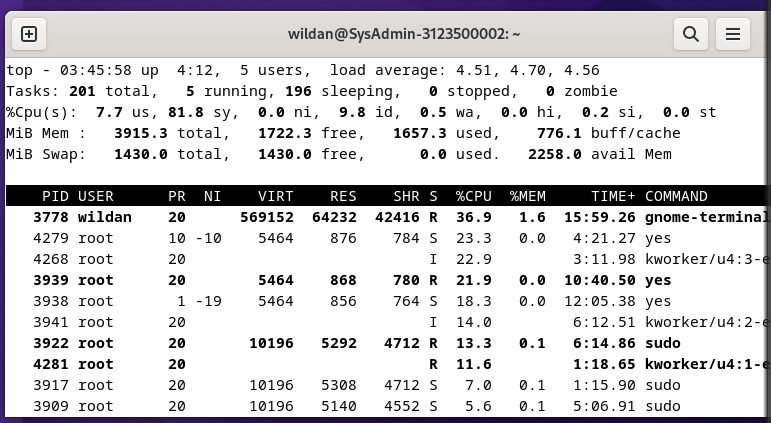 wildan@SysAdmin-3123500002: ~
top - 03:45:58 up  4:12,  5 users,  load average: 4.51, 4.70, 4.56
Tasks: 201 total,   5 running, 196 sleeping,   0 stopped,   0 zombie
%Cpu(s):  7.7 us, 81.8 sy,  0.0 ni,  9.8 id,  0.5 wa,  0.0 hi,  0.2 si,  0.0 st
MiB Mem :   3915.3 total,   1722.3 free,   1657.3 used,    776.1 buff/cache
MiB Swap:   1430.0 total,   1430.0 free,      0.0 used.   2258.0 avail Mem
PID USER      PR  NI    VIRT    RES    SHR S  %CPU  %MEM     TIME+ COMMAND
3778 wildan    20        569152  64232  42416 R  36.9   1.6  15:59.26 gnome-terminal
4279 root      10 -10    5464    876    784 S  23.3   0.0   4:21.27 yes
4268 root      20                           I  22.9         3:11.98 kworker/u4:3-e
3939 root      20        5464    868    780 R  21.9   0.0  10:40.50 yes
3938 root       1 -19    5464    856    764 S  18.3   0.0  12:05.38 yes
3941 root      20                           I  14.0         6:12.51 kworker/u4:2-e
3922 root      20       10196   5292   4712 R  13.3   0.1   6:14.86 sudo
4281 root      20                           R  11.6         1:18.65 kworker/u4:1-e
3917 root      20       10196   5308   4712 S   7.0   0.1   1:15.90 sudo
3909 root      20       10196   5140   4552 S   5.6   0.1   5:06.91 sudo